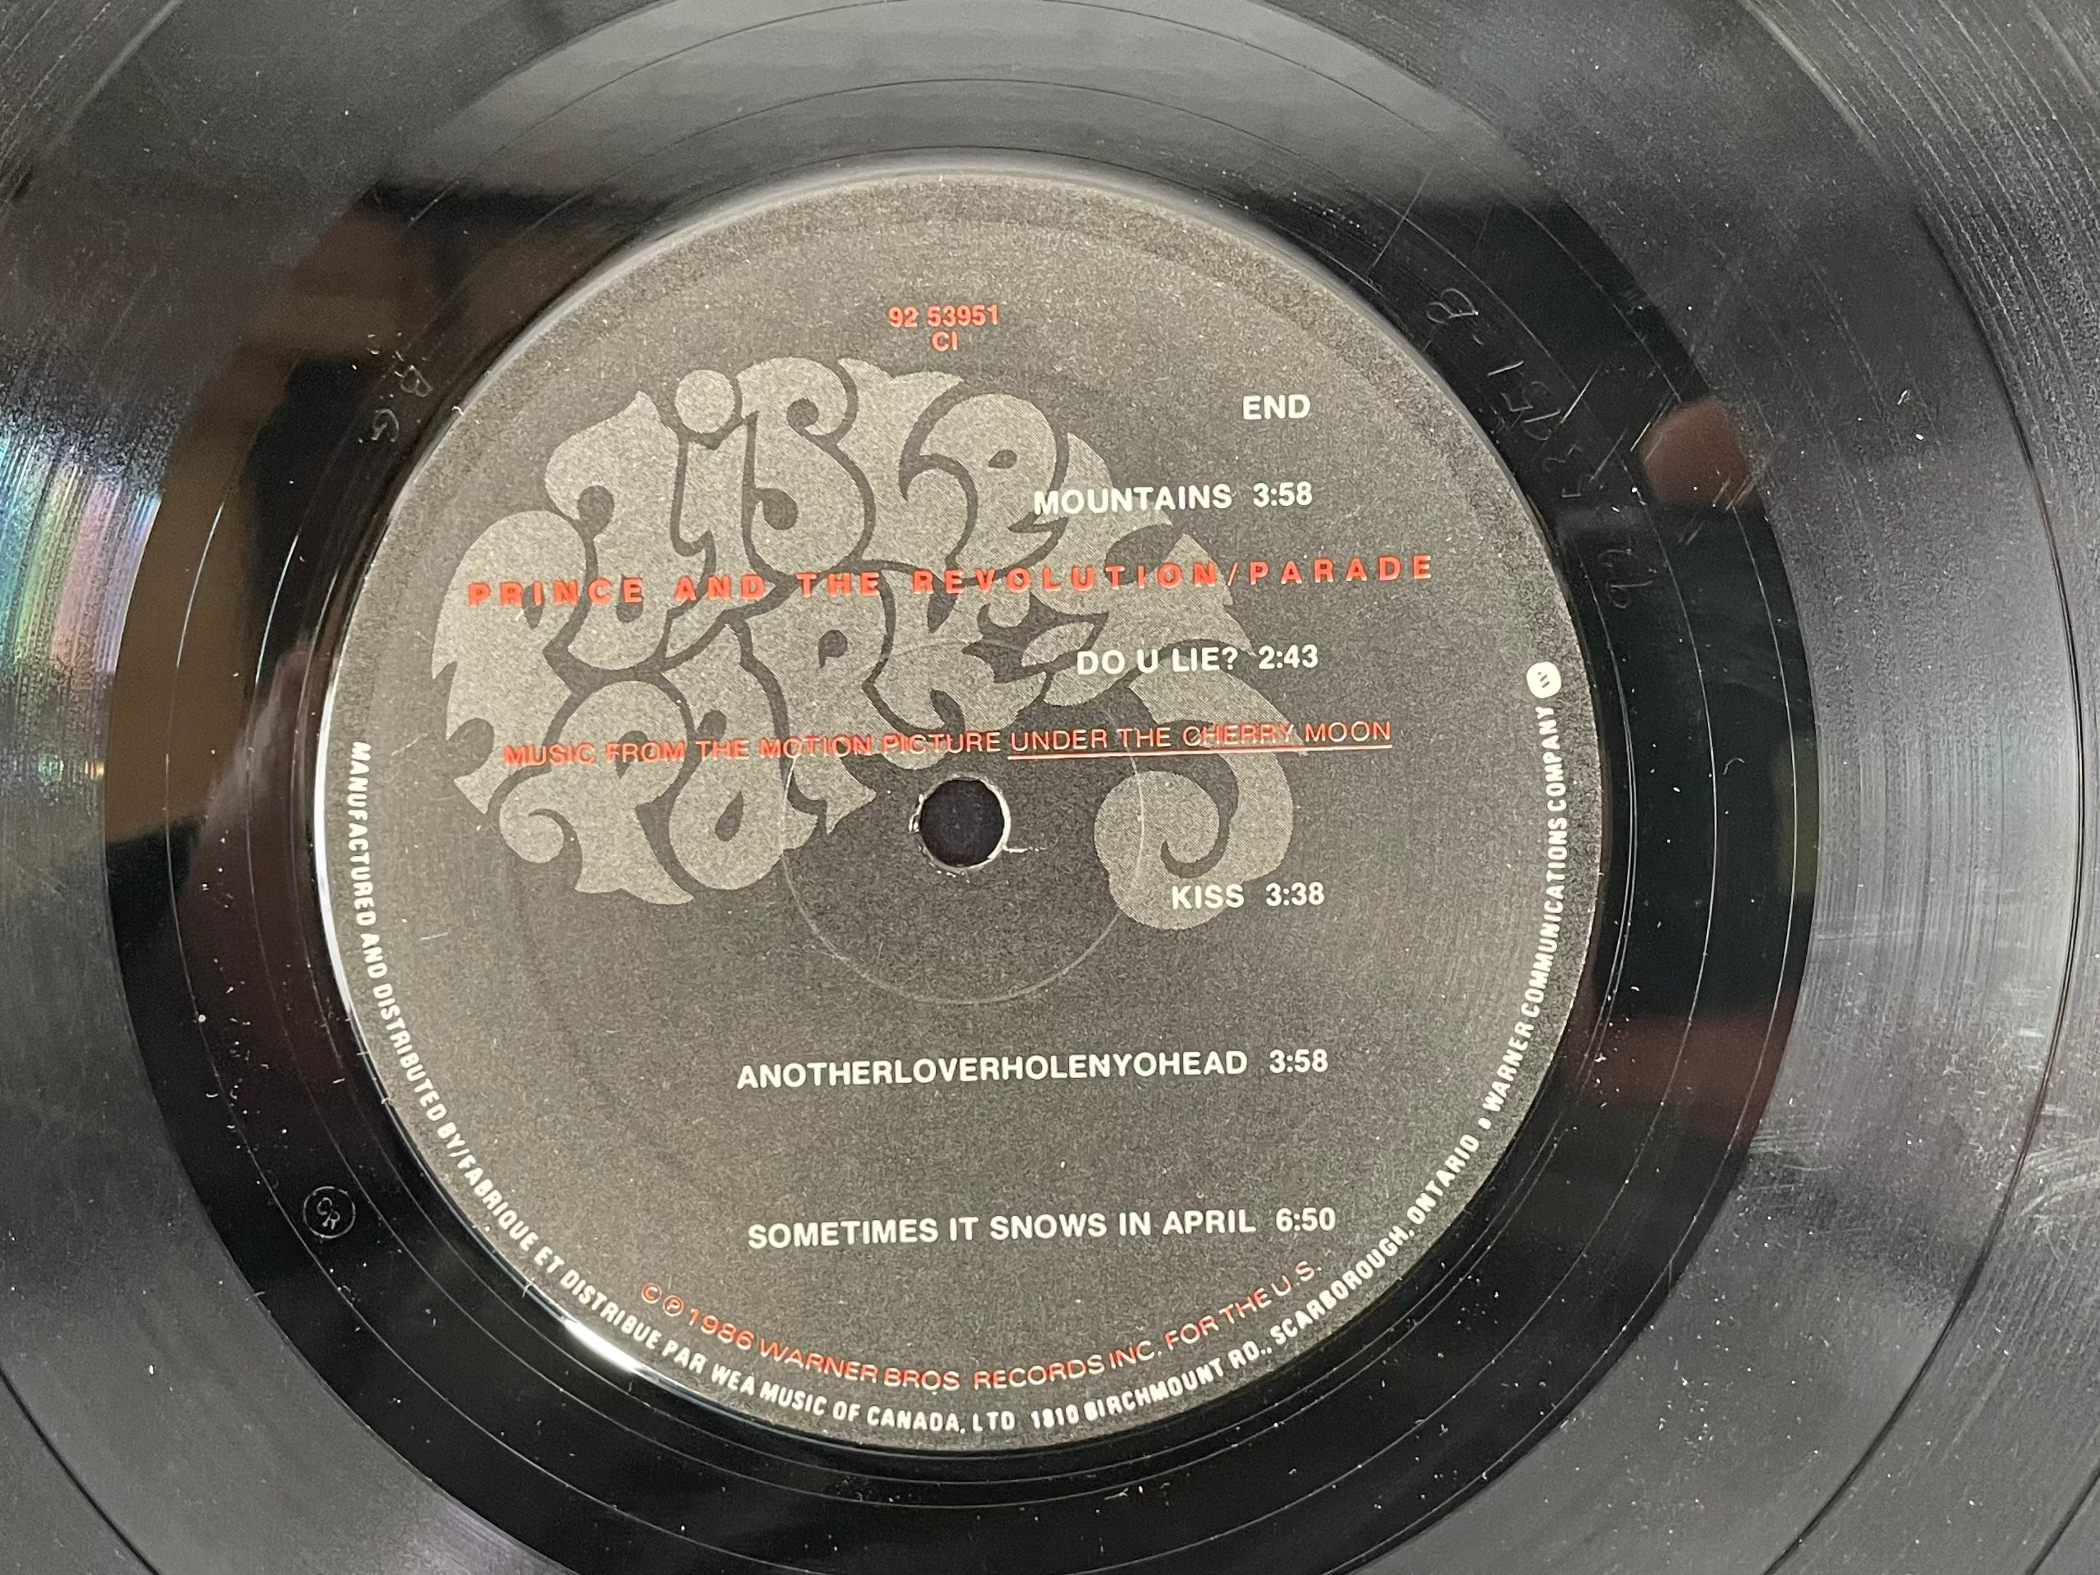 92 53951
CI
Paisley
Park
END
MOUNTAINS 3:58
PRINCE AND THE REVOLUTION/PARADE
DO U LIE? 2:43
MUSIC FROM THE MOTION PICTURE UNDER THE CHERRY MOON
KISS 3:38
ANOTHERLOVERHOLENYOHEAD 3:58
SOMETIMES IT SNOWS IN APRIL 6:50
© ℗ 1986 WARNER BROS RECORDS INC. FOR THE U.S.
MANUFACTURED AND DISTRIBUTED BY/FABRIQUE ET DISTRIBUE PAR WEA MUSIC OF CANADA, LTD 1810 BIRCHMOUNT RD., SCARBOROUGH, ONTARIO • WARNER COMMUNICATIONS COMPANY
CR